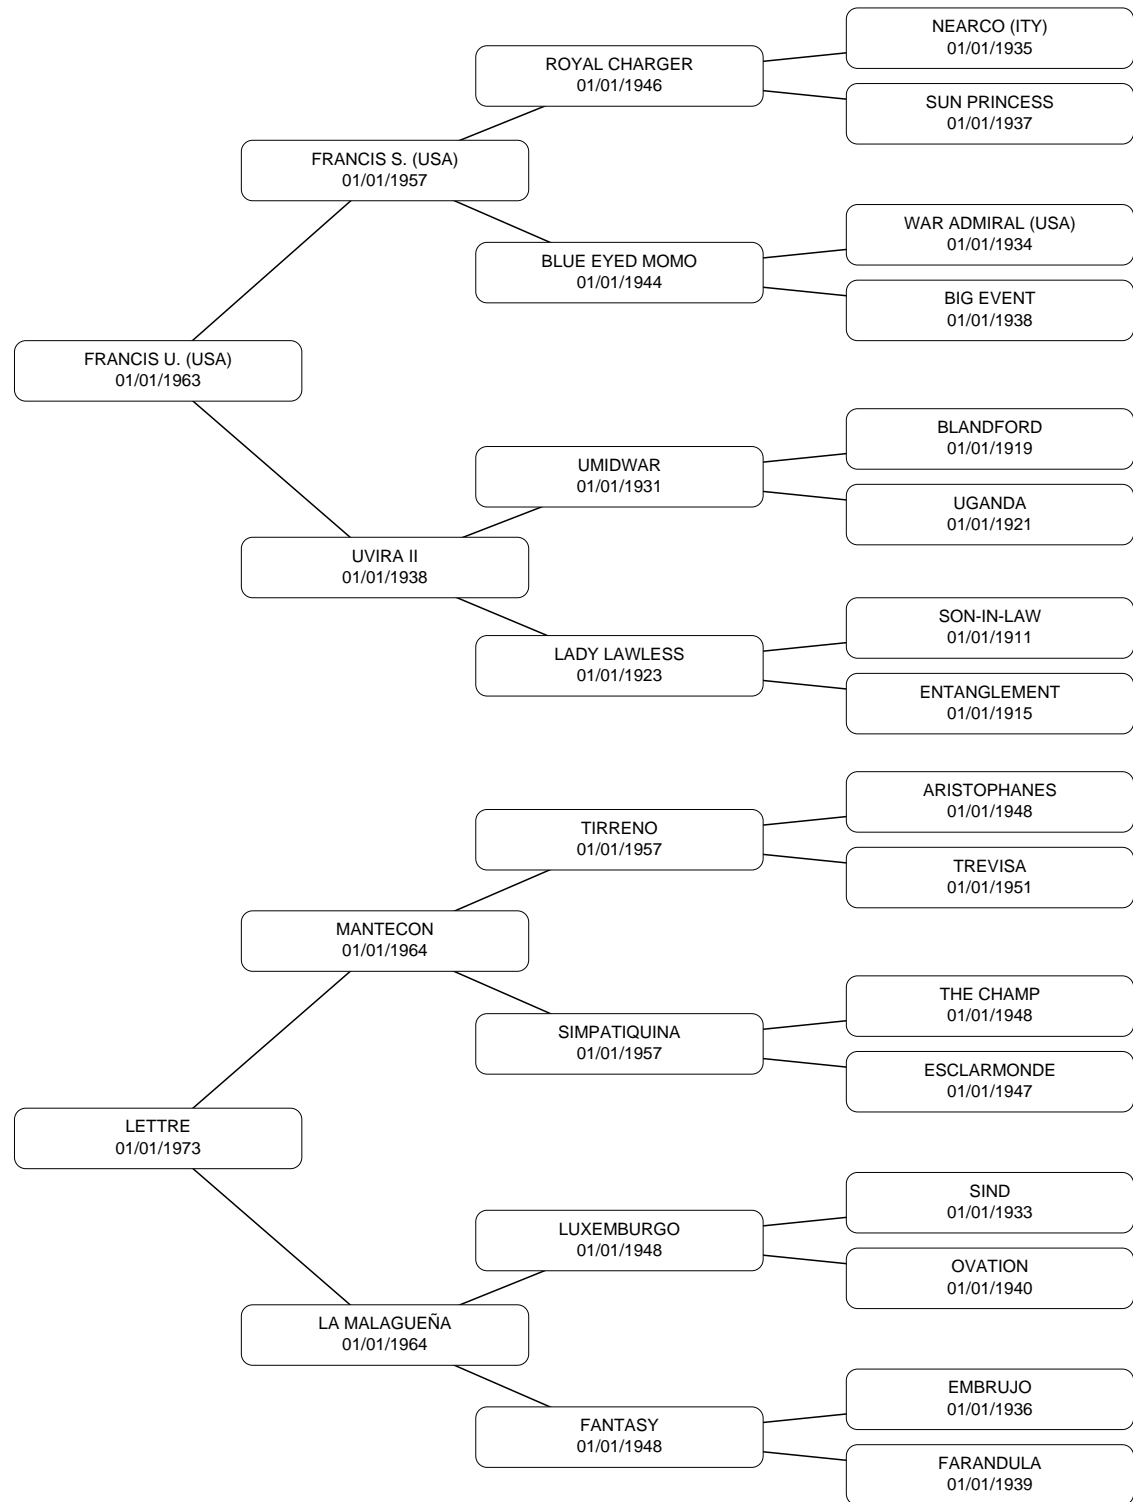 NEARCO (ITY)
01/01/1935
ROYAL CHARGER
01/01/1946
SUN PRINCESS
01/01/1937
FRANCIS S. (USA)
01/01/1957
WAR ADMIRAL (USA)
01/01/1934
BLUE EYED MOMO
01/01/1944
BIG EVENT
01/01/1938
FRANCIS U. (USA)
01/01/1963
BLANDFORD
01/01/1919
UMIDWAR
01/01/1931
UGANDA
01/01/1921
UVIRA II
01/01/1938
SON-IN-LAW
01/01/1911
LADY LAWLESS
01/01/1923
ENTANGLEMENT
01/01/1915
ARISTOPHANES
01/01/1948
TIRRENO
01/01/1957
TREVISA
01/01/1951
MANTECON
01/01/1964
THE CHAMP
01/01/1948
SIMPATIQUINA
01/01/1957
ESCLARMONDE
01/01/1947
LETTRE
01/01/1973
SIND
01/01/1933
LUXEMBURGO
01/01/1948
OVATION
01/01/1940
LA MALAGUEÑA
01/01/1964
EMBRUJO
01/01/1936
FANTASY
01/01/1948
FARANDULA
01/01/1939